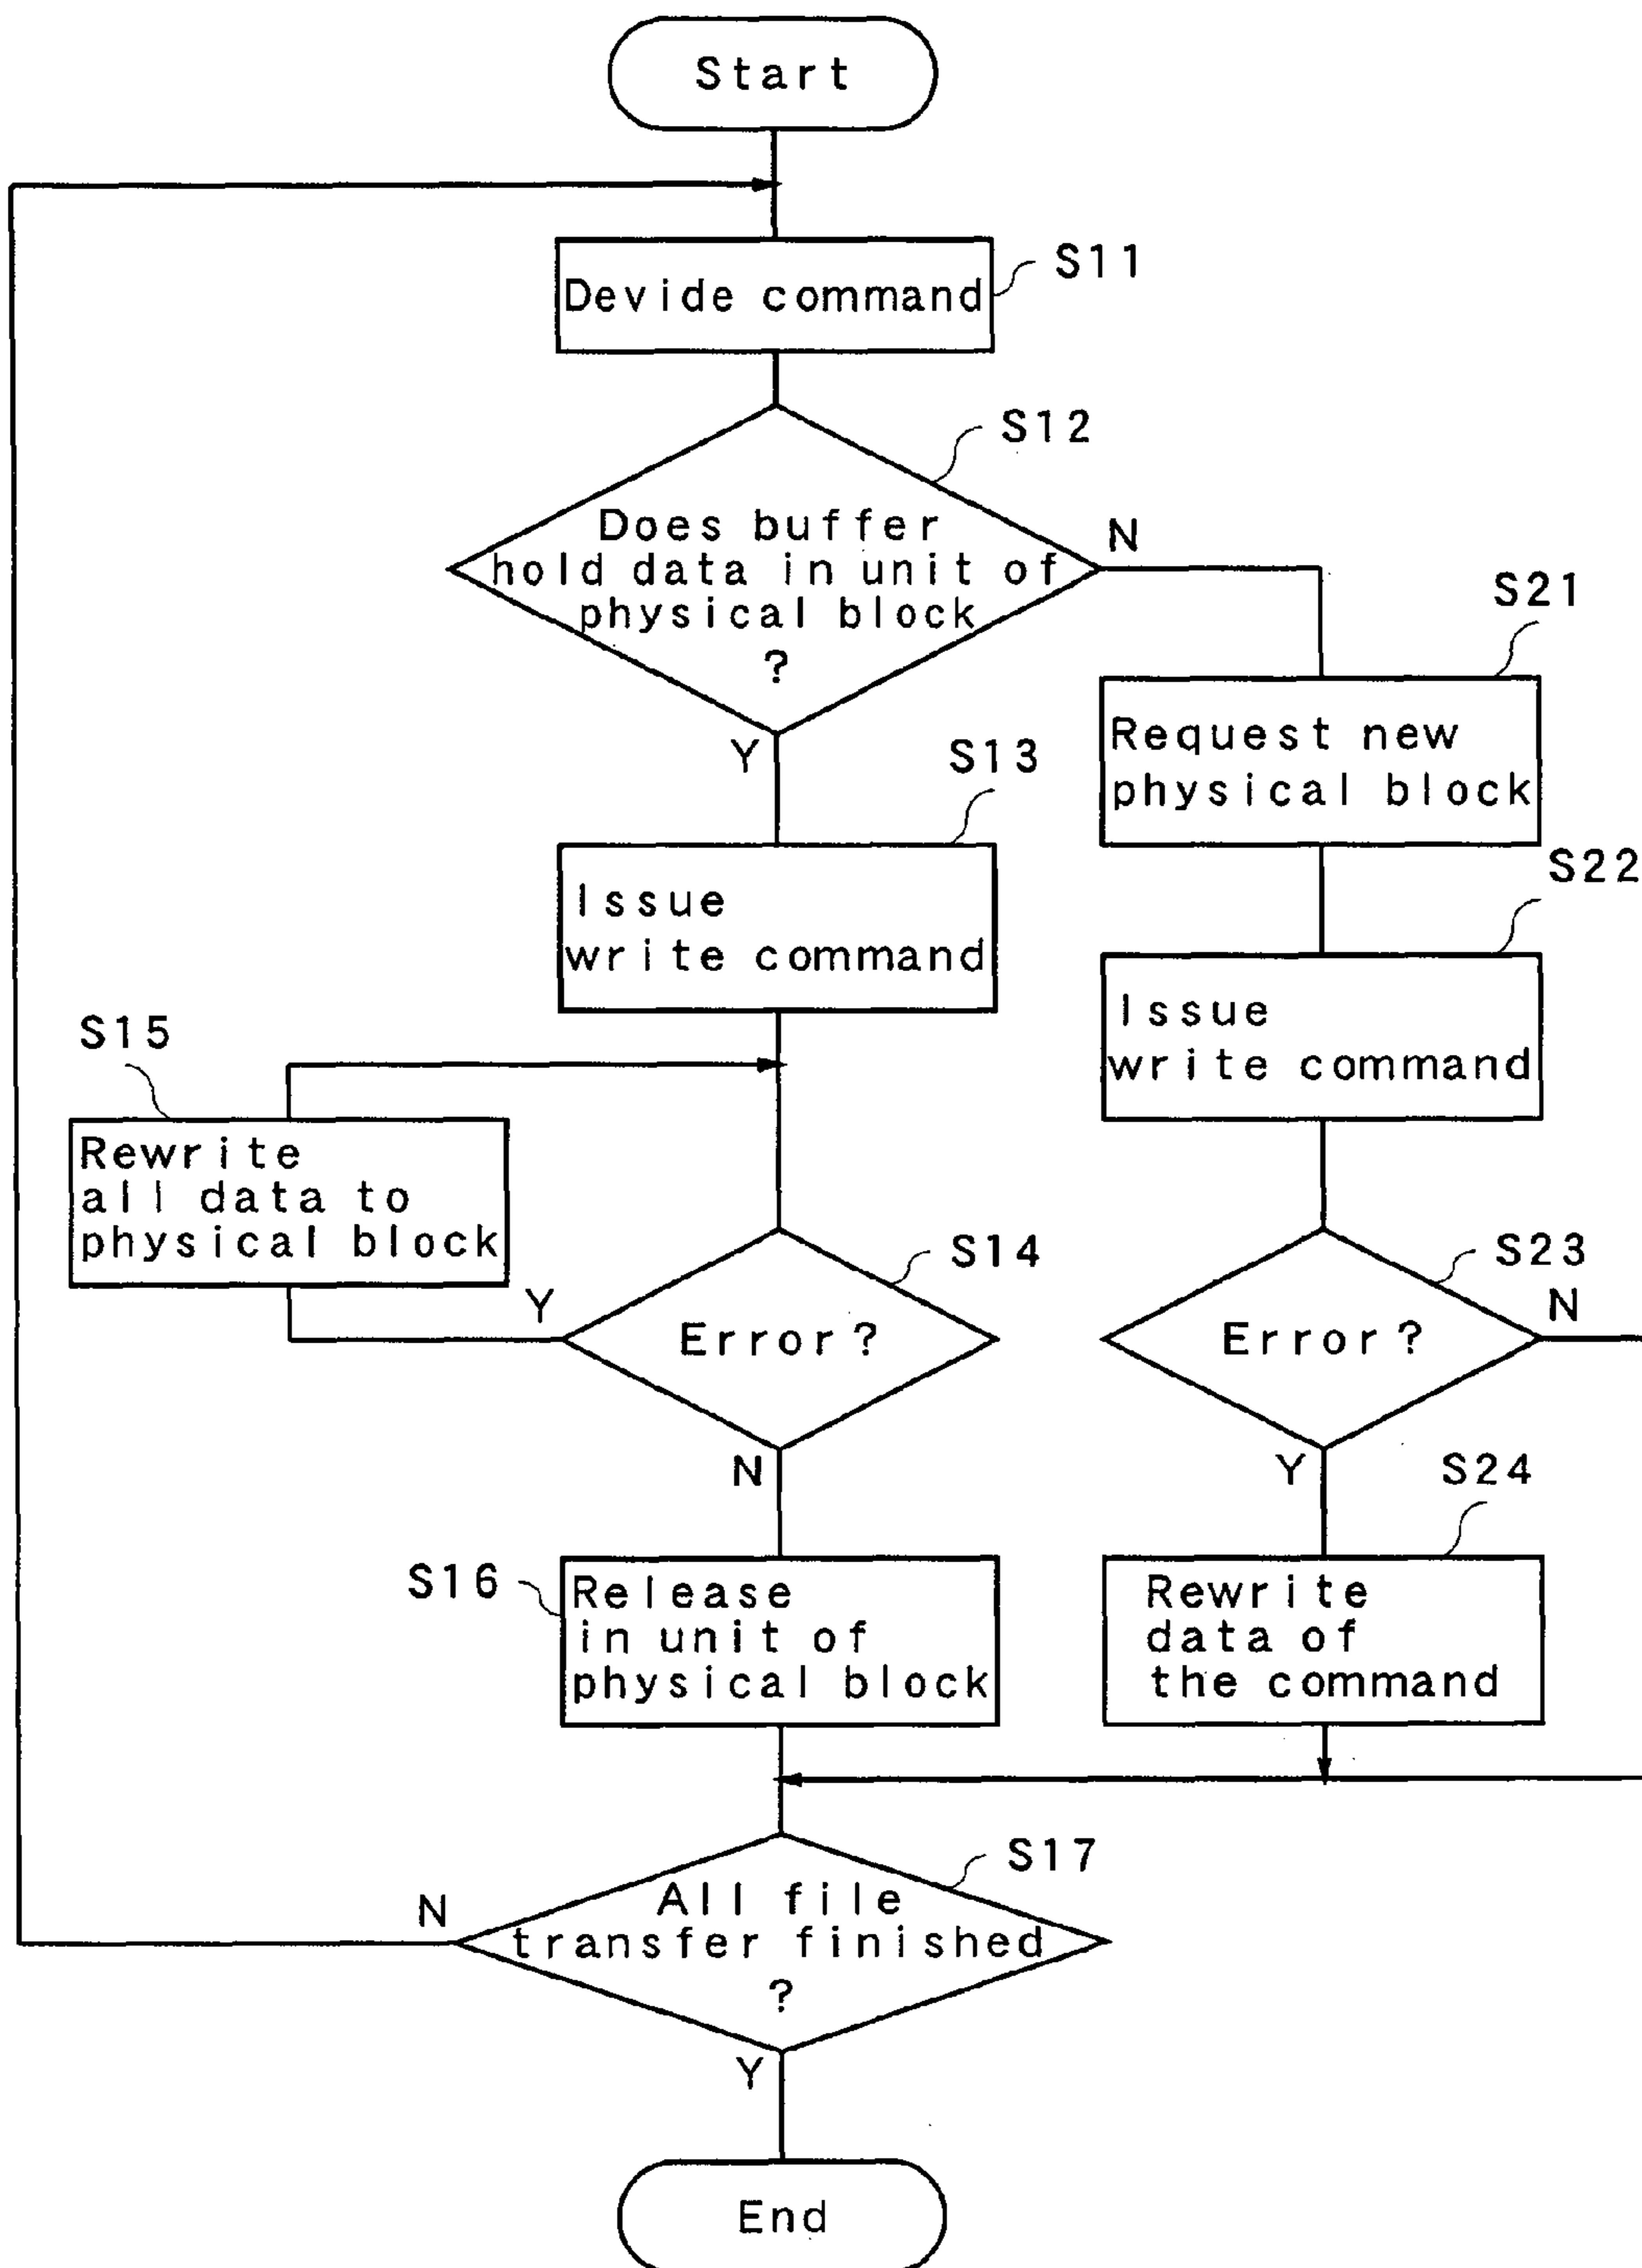 Start
S11
Devide command
S12
Does buffer
hold data in unit of
physical block
?
N
Y
S21
Request new
physical block
S13
Issue
write command
S22
Issue
write command
S15
Rewrite
all data to
physical block
S14
Error?
Y
N
S23
Error?
N
Y
S16
Release
in unit of
physical block
S24
Rewrite
data of
the command
S17
All file
transfer finished
?
N
Y
End